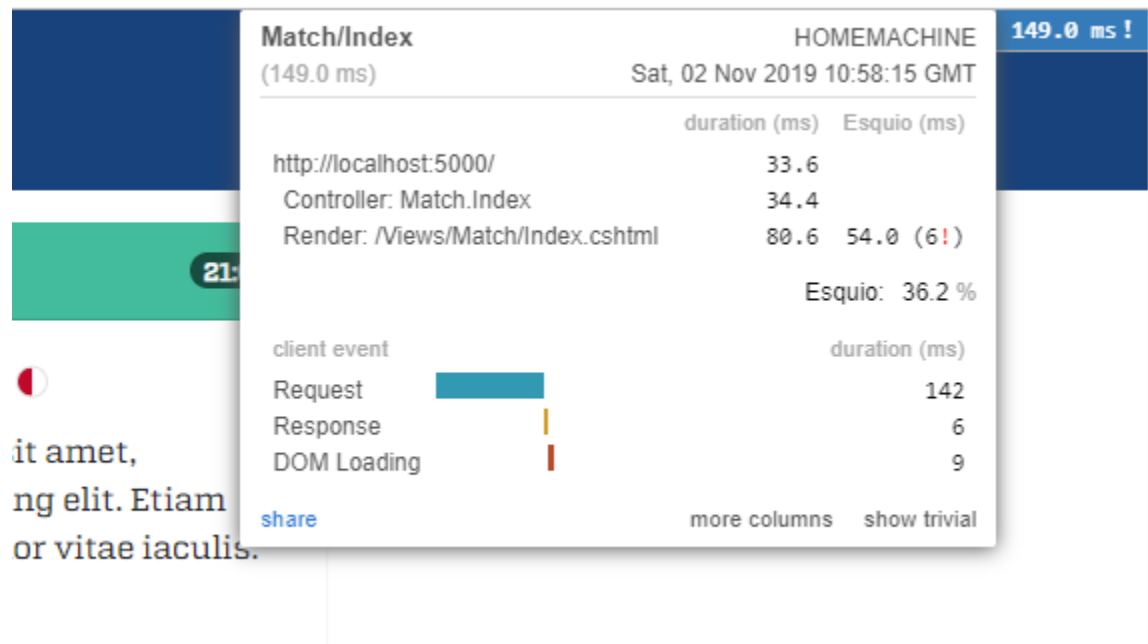 Match/Index HOMEMACHINE 149.0 ms!
(149.0 ms) Sat, 02 Nov 2019 10:58:15 GMT
duration (ms) Esquio (ms)
http://localhost:5000/ 33.6
Controller: Match.Index 34.4
Render: /Views/Match/Index.cshtml 80.6 54.0 (6!)
21:
Esquio: 36.2 %
client event duration (ms)
Request 142
Response 6
DOM Loading 9
share more columns show trivial
sit amet,
ng elit. Etiam
or vitae iaculis.